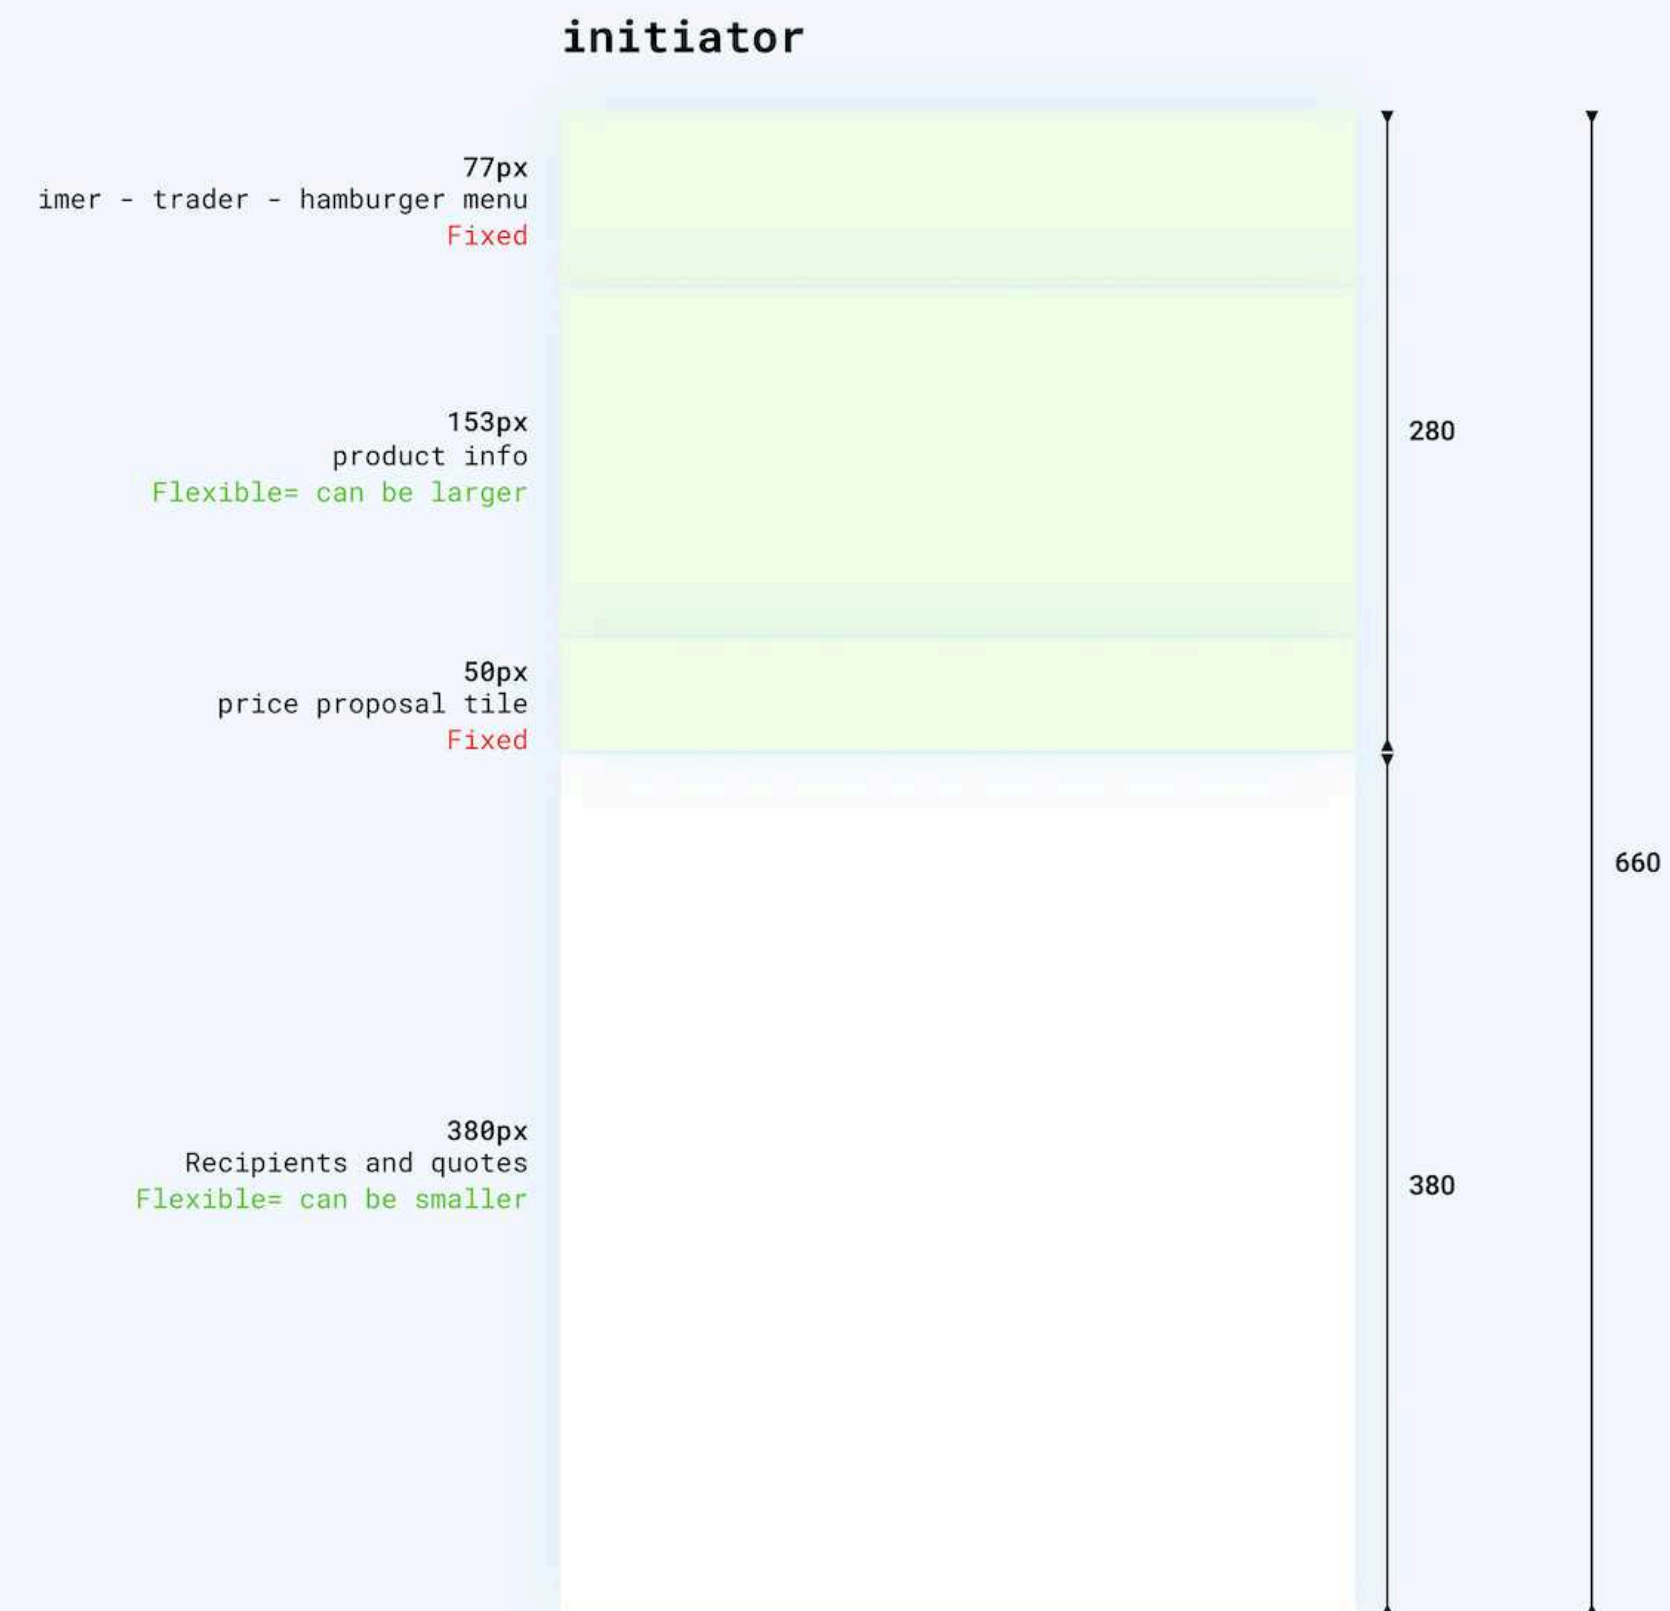 initiator
77px
imer - trader - hamburger menu
Fixed
153px
product info
Flexible= can be larger
280
50px
price proposal tile
Fixed
660
380px
Recipients and quotes
Flexible= can be smaller
380